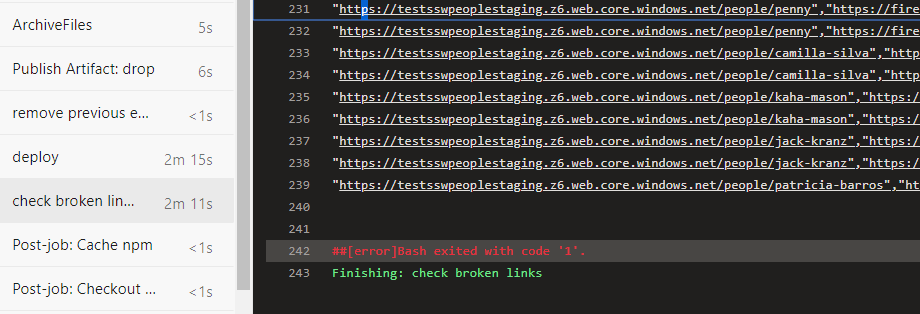 ArchiveFiles 5s
Publish Artifact: drop 6s
remove previous e... <1s
deploy 2m 15s
check broken lin... 2m 11s
Post-job: Cache npm <1s
Post-job: Checkout ... <1s
231 "https://testsswpeoplestaging.z6.web.core.windows.net/people/penny","https://fire
232 "https://testsswpeoplestaging.z6.web.core.windows.net/people/penny","https://fire
233 "https://testsswpeoplestaging.z6.web.core.windows.net/people/camilla-silva","http
234 "https://testsswpeoplestaging.z6.web.core.windows.net/people/camilla-silva","http
235 "https://testsswpeoplestaging.z6.web.core.windows.net/people/kaha-mason","https:/
236 "https://testsswpeoplestaging.z6.web.core.windows.net/people/kaha-mason","https:/
237 "https://testsswpeoplestaging.z6.web.core.windows.net/people/jack-kranz","https:/
238 "https://testsswpeoplestaging.z6.web.core.windows.net/people/jack-kranz","https:/
239 "https://testsswpeoplestaging.z6.web.core.windows.net/people/patricia-barros","ht
240
241
242 ##[error]Bash exited with code '1'.
243 Finishing: check broken links